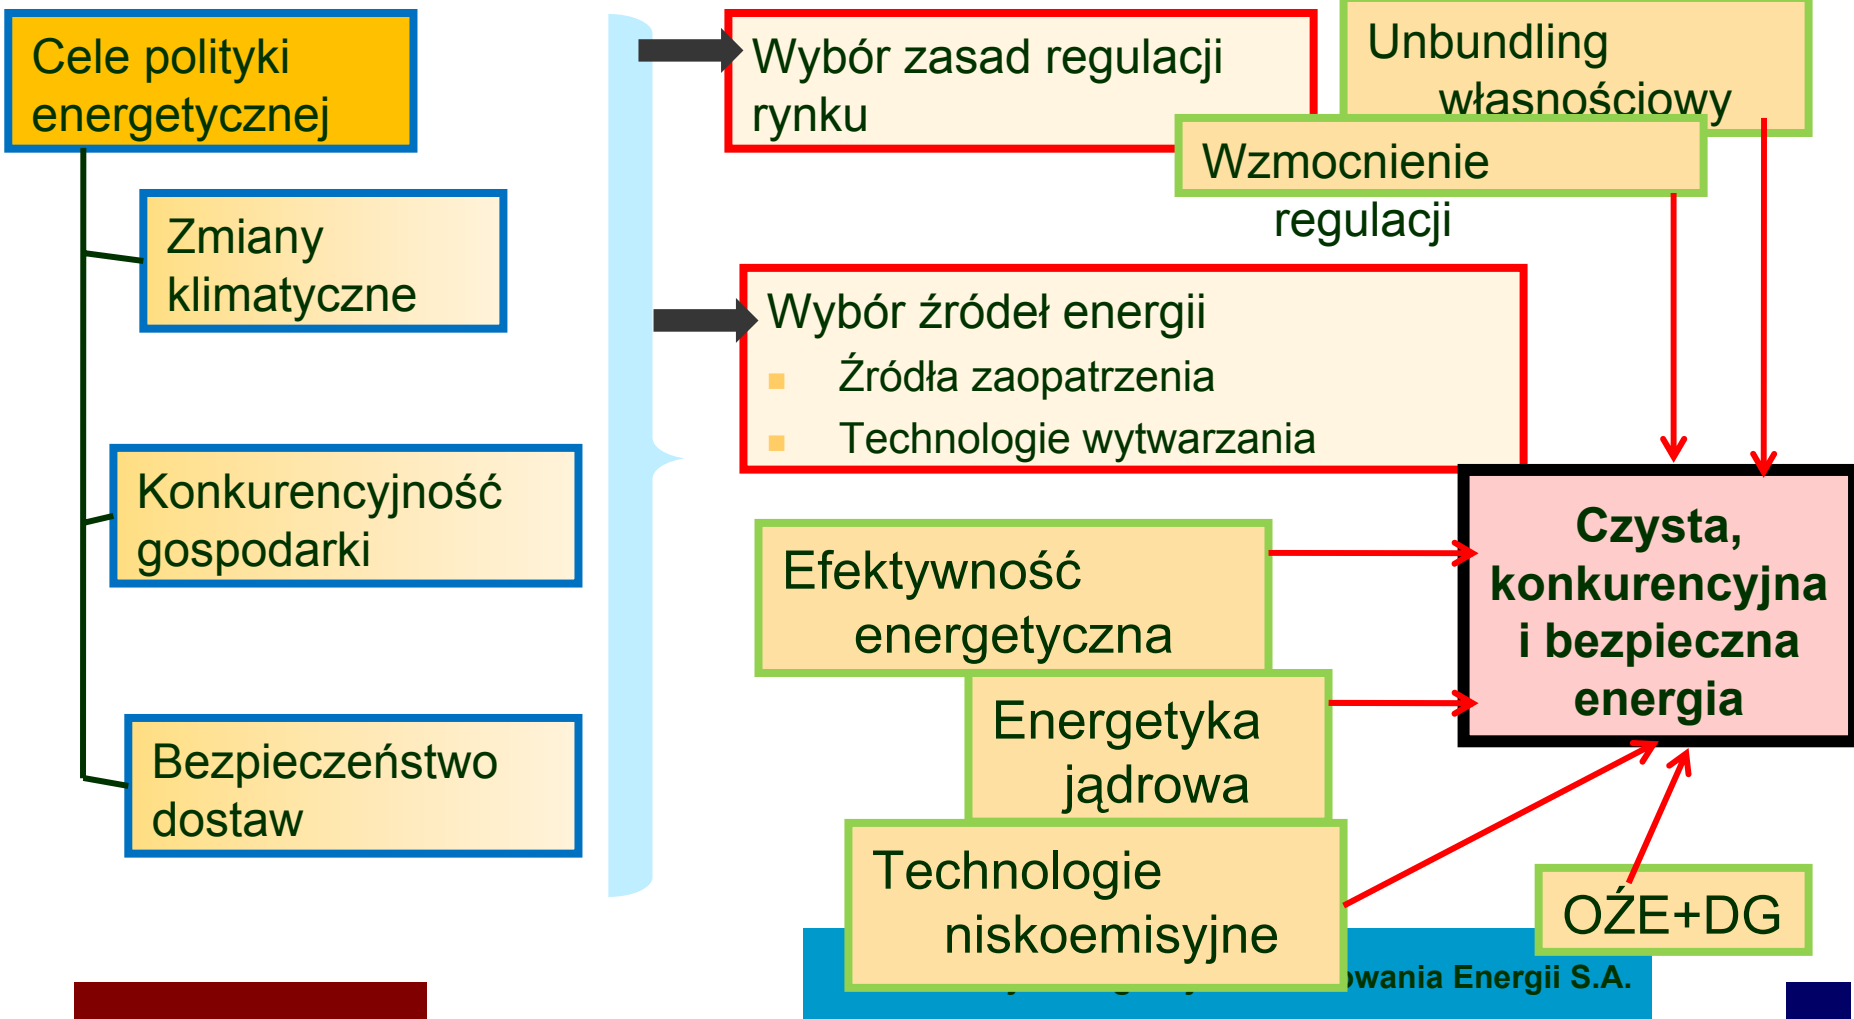 Cele polityki
energetycznej
Zmiany
klimatyczne
Konkurencyjność
gospodarki
Bezpieczeństwo
dostaw
Wybór zasad regulacji
rynku
Unbundling
własnościowy
Wzmocnienie
regulacji
Wybór źródeł energii
Źródła zaopatrzenia
Technologie wytwarzania
Efektywność
energetyczna
Energetyka
jądrowa
Technologie
niskoemisyjne
OŹE+DG
Czysta,
konkurencyjna
i bezpieczna
energia
Energii S.A.